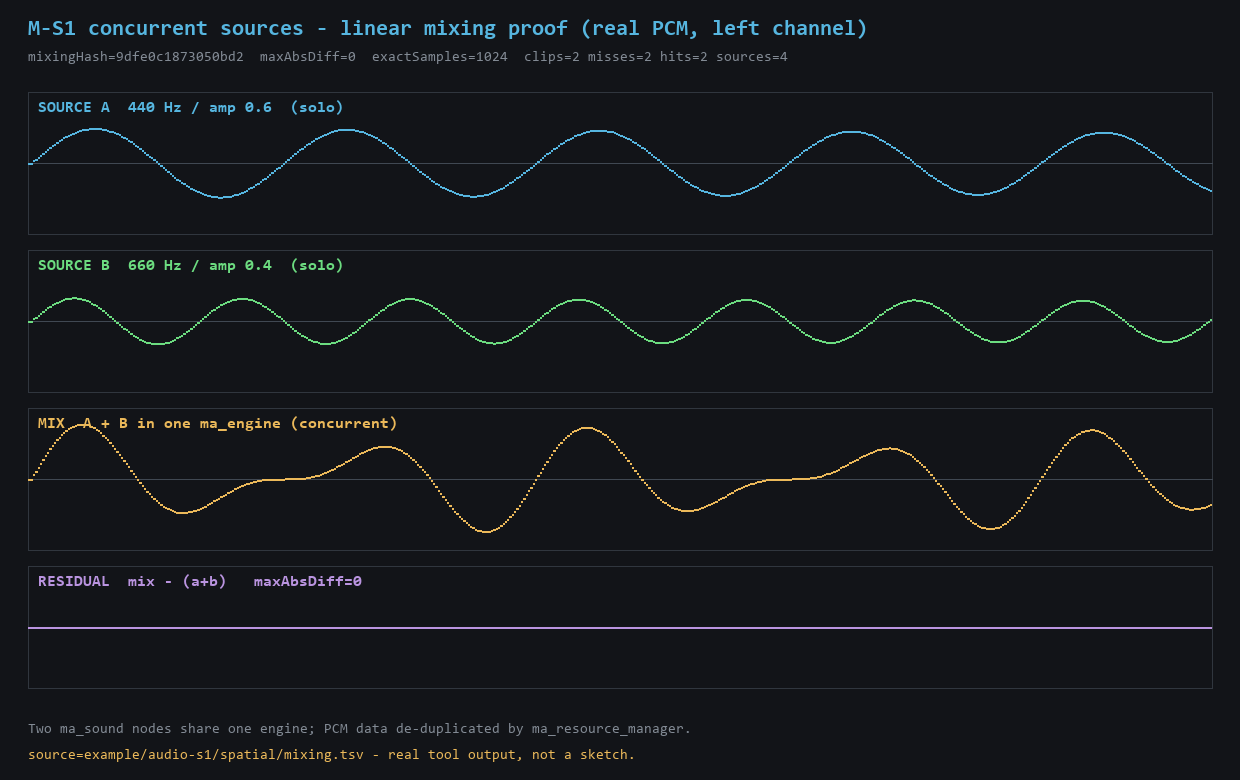 M-S1 concurrent sources - linear mixing proof (real PCM, left channel)
mixingHash=9dfe0c1873050bd2  maxAbsDiff=0  exactSamples=1024  clips=2 misses=2 hits=2 sources=4
SOURCE A  440 Hz / amp 0.6  (solo)
SOURCE B  660 Hz / amp 0.4  (solo)
MIX  A + B in one ma_engine (concurrent)
RESIDUAL  mix - (a+b)   maxAbsDiff=0
Two ma_sound nodes share one engine; PCM data de-duplicated by ma_resource_manager.
source=example/audio-s1/spatial/mixing.tsv - real tool output, not a sketch.